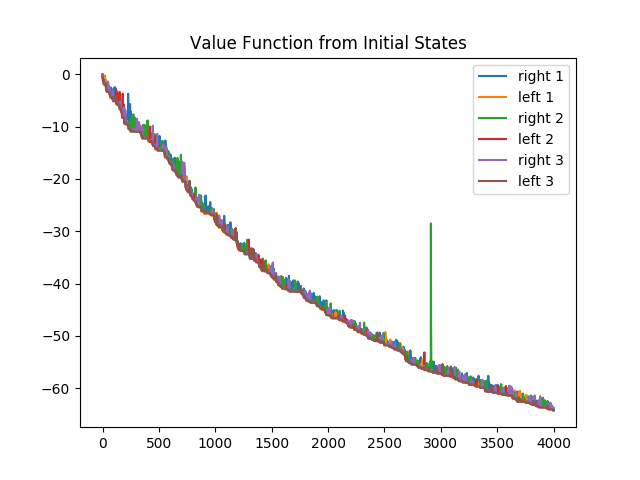 Value Function from Initial States
right 1
left 1
right 2
left 2
right 3
left 3
0
−10
−20
−30
−40
−50
−60
0 500 1000 1500 2000 2500 3000 3500 4000